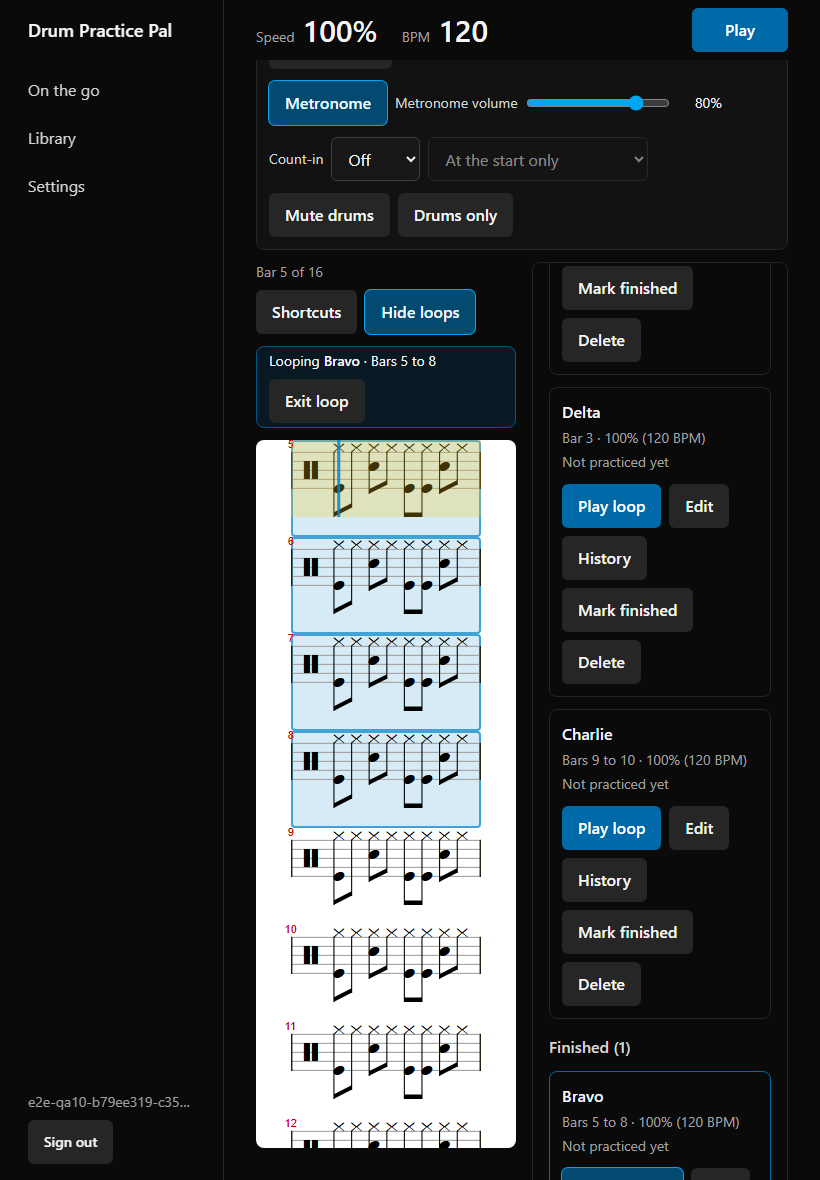 Drum Practice Pal
On the go
Library
Settings
e2e-qa10-b79ee319-c35...
Sign out
Speed 100% BPM 120
Play
Metronome Metronome volume 80%
Count-in Off At the start only
Mute drums Drums only
Bar 5 of 16
Shortcuts Hide loops
Looping Bravo · Bars 5 to 8
Exit loop
5
6
7
8
9
10
11
12
Mark finished
Delete
Delta
Bar 3 · 100% (120 BPM)
Not practiced yet
Play loop Edit
History
Mark finished
Delete
Charlie
Bars 9 to 10 · 100% (120 BPM)
Not practiced yet
Play loop Edit
History
Mark finished
Delete
Finished (1)
Bravo
Bars 5 to 8 · 100% (120 BPM)
Not practiced yet